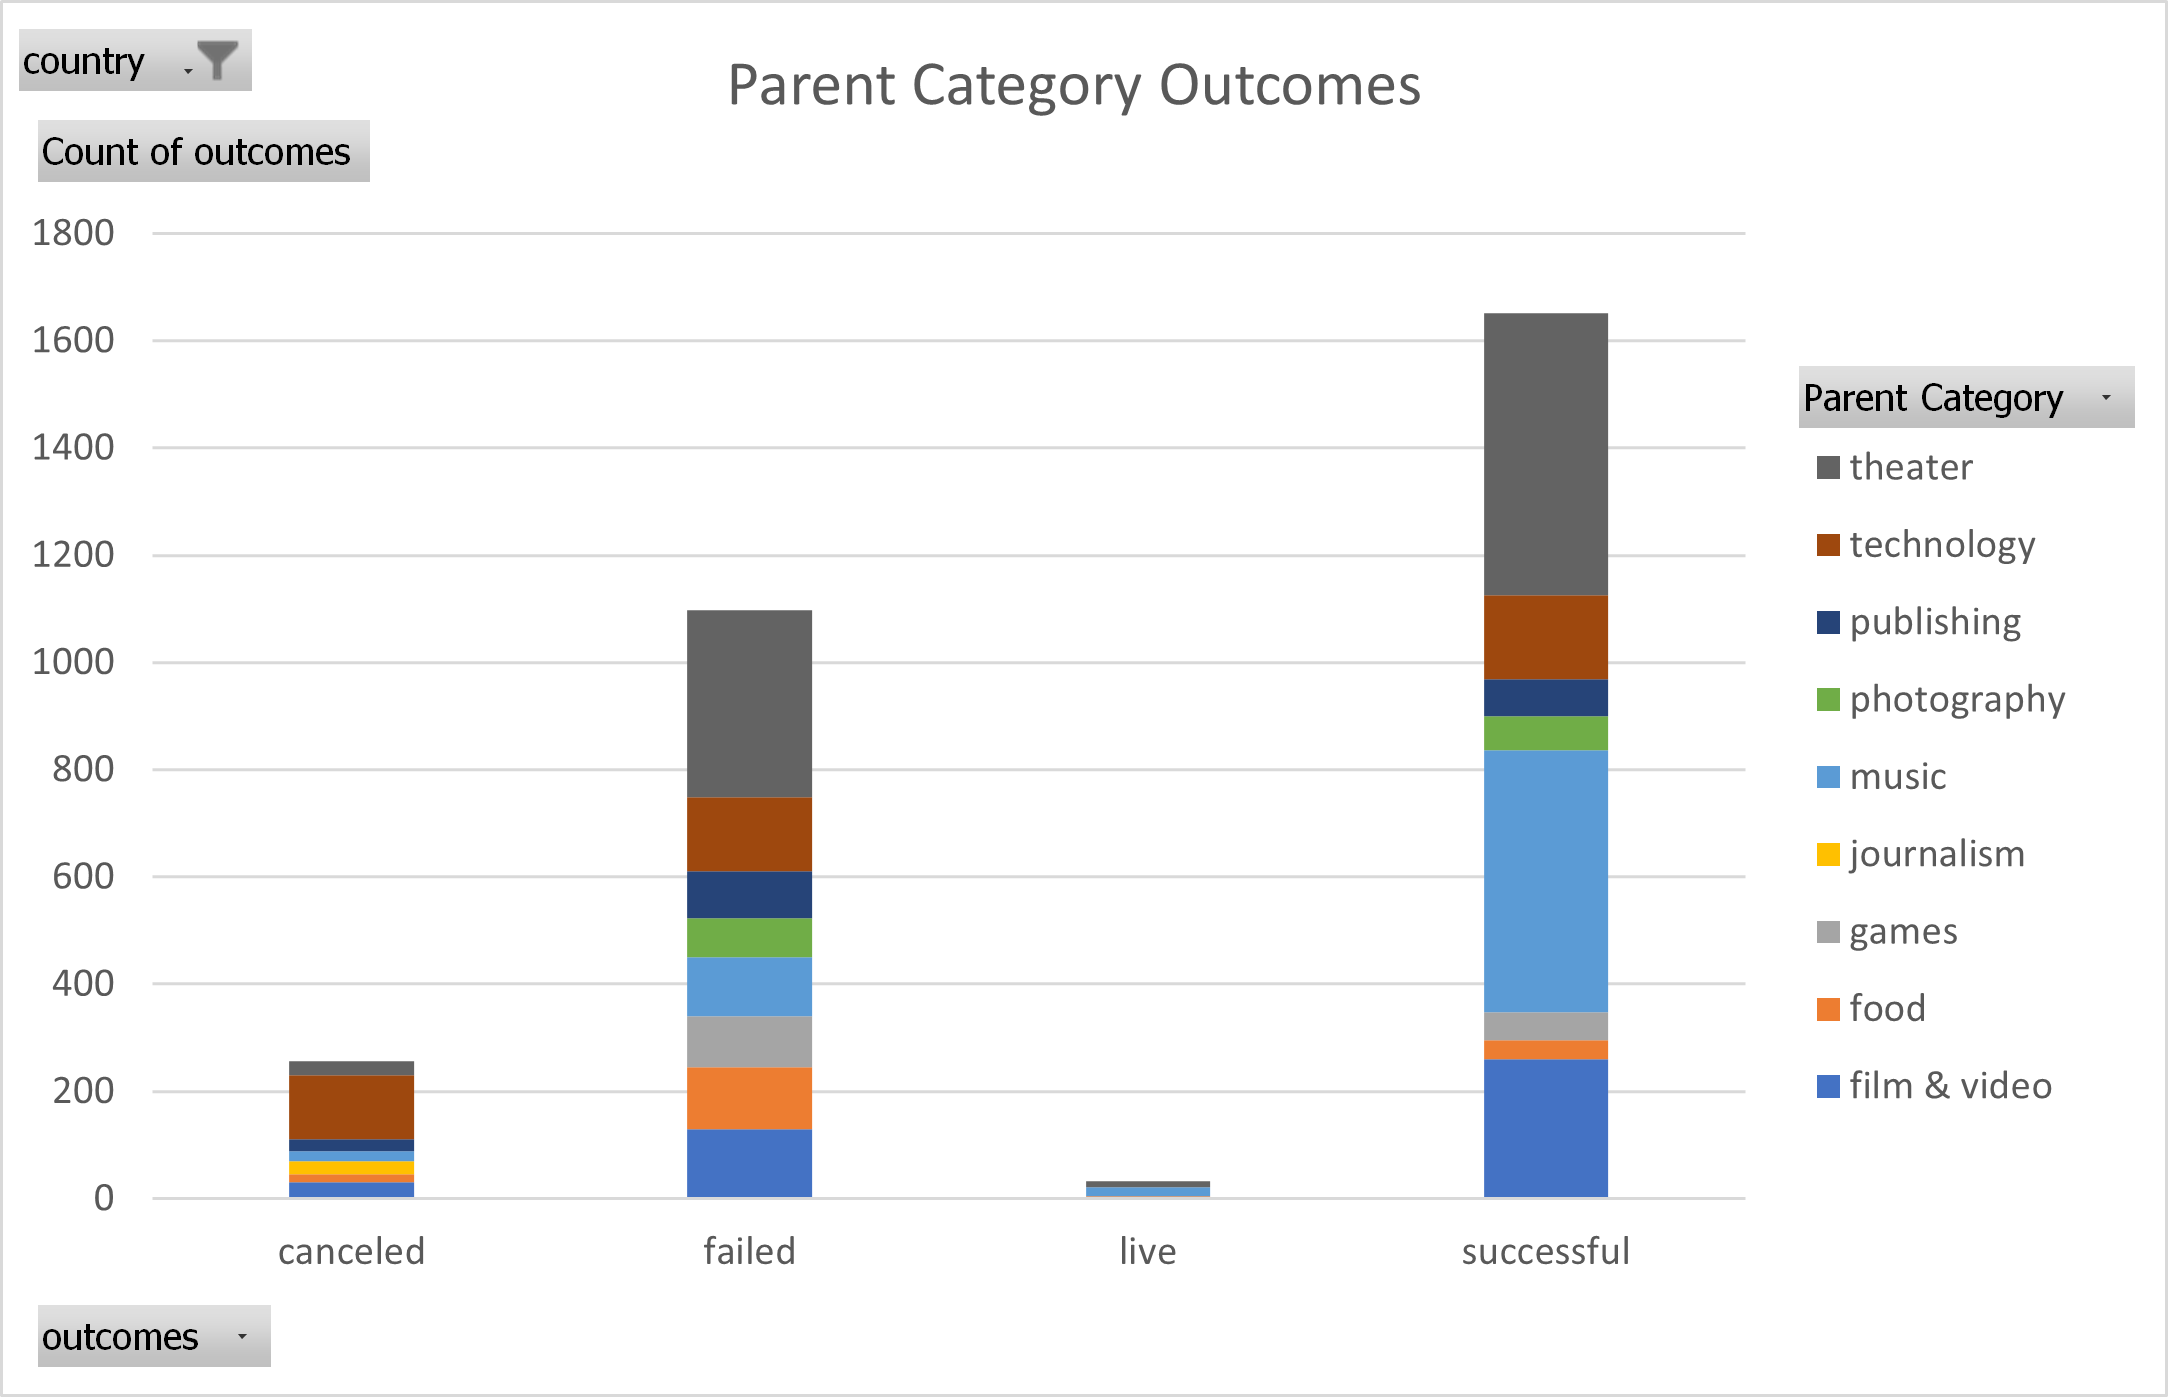 country
Parent Category Outcomes
Count of outcomes
1800
1600
1400
1200
1000
800
600
400
200
0
canceled
failed
live
successful
Parent Category
theater
technology
publishing
photography
music
journalism
games
food
film & video
outcomes